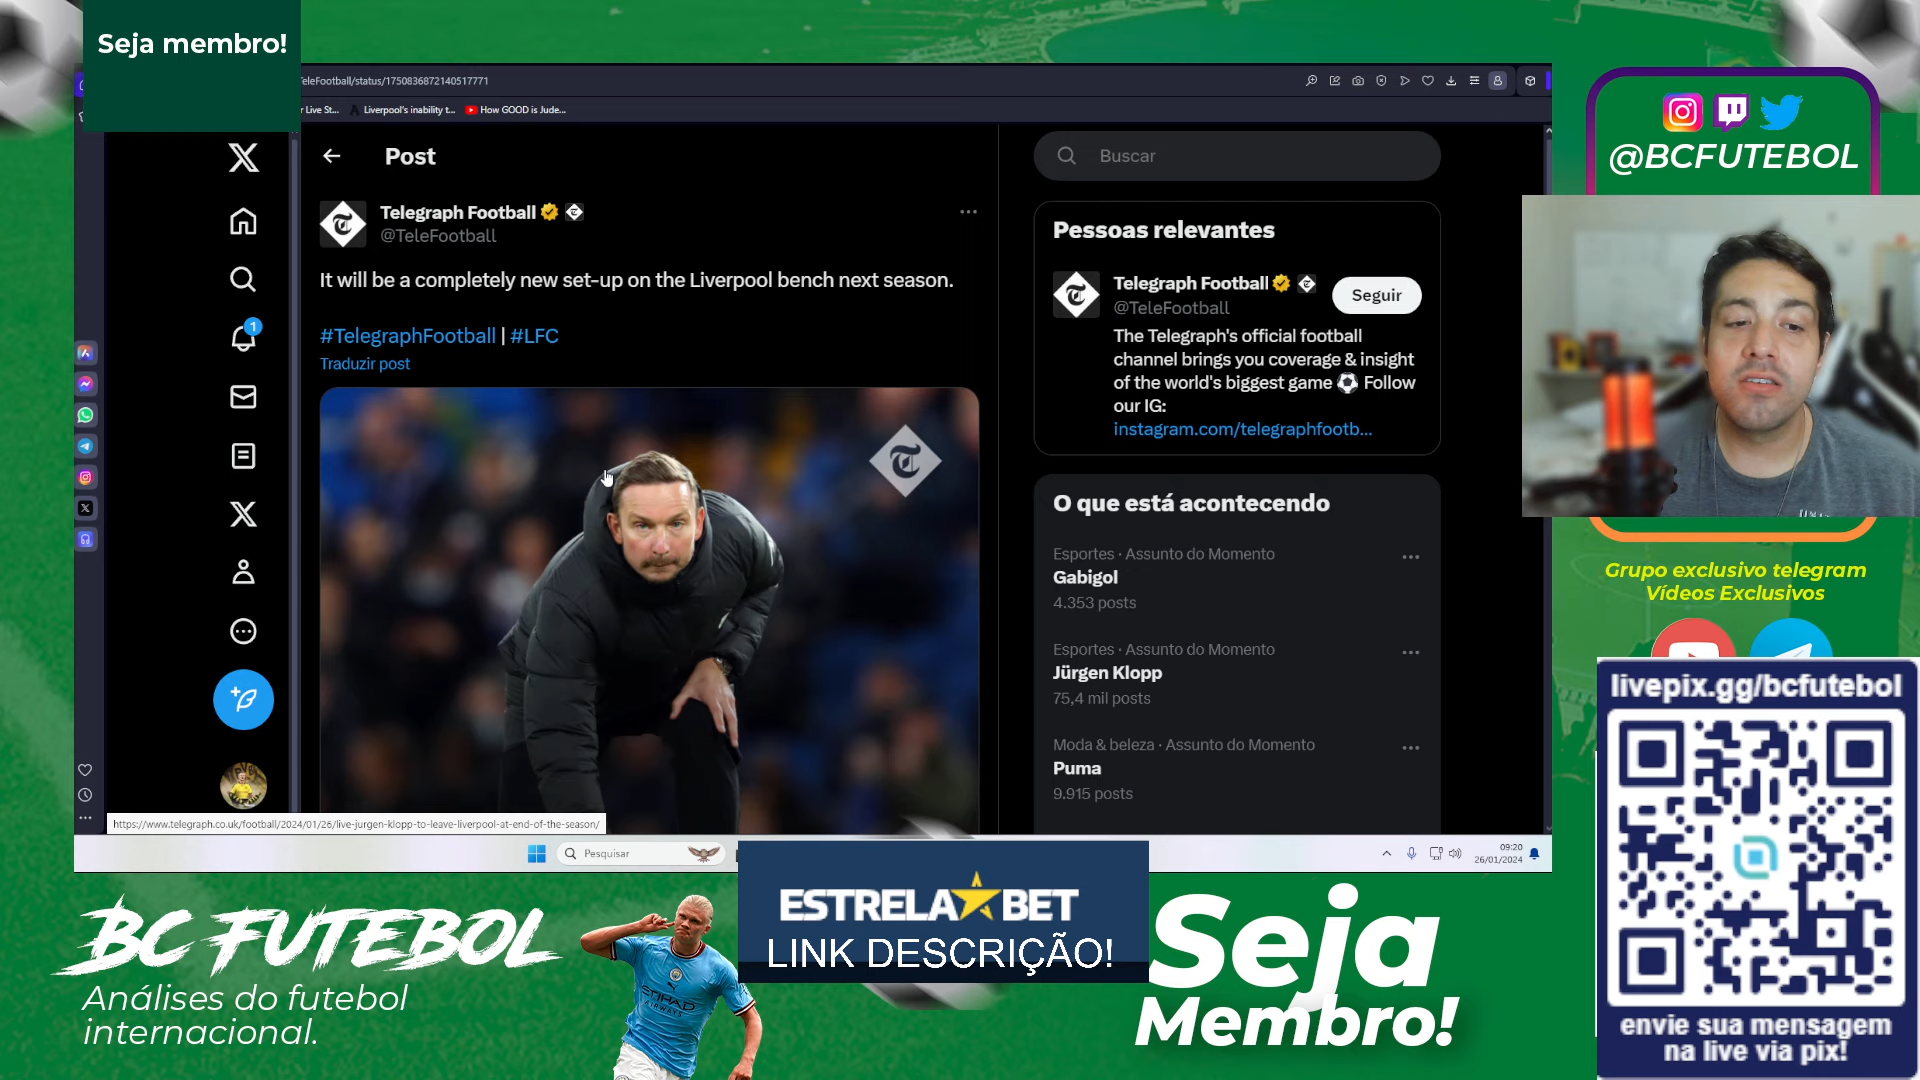 Seja membro!
TeleFootball/status/1750836872140517771
r Live St...
Liverpool's inability t...
How GOOD is Jude...
Post
Buscar
Telegraph Football
@TeleFootball
It will be a completely new set-up on the Liverpool bench next season.
#TelegraphFootball | #LFC
Traduzir post
Pessoas relevantes
Telegraph Football
@TeleFootball
Seguir
The Telegraph's official football
channel brings you coverage & insight
of the world's biggest game ⚽ Follow
our IG:
instagram.com/telegraphfootb...
O que está acontecendo
Esportes · Assunto do Momento
Gabigol
4.353 posts
Esportes · Assunto do Momento
Jürgen Klopp
75,4 mil posts
Moda & beleza · Assunto do Momento
Puma
9.915 posts
1
https://www.telegraph.co.uk/football/2024/01/26/live-jurgen-klopp-to-leave-liverpool-at-end-of-the-season/
Pesquisar
09:20
26/01/2024
@BCFUTEBOL
Grupo exclusivo telegram
Vídeos Exclusivos
livepix.gg/bcfutebol
envie sua mensagem
na live via pix!
BC FUTEBOL
Análises do futebol
internacional.
ETIHAD
AIRWAYS
ESTRELA BET
LINK DESCRIÇÃO!
Seja
Membro!